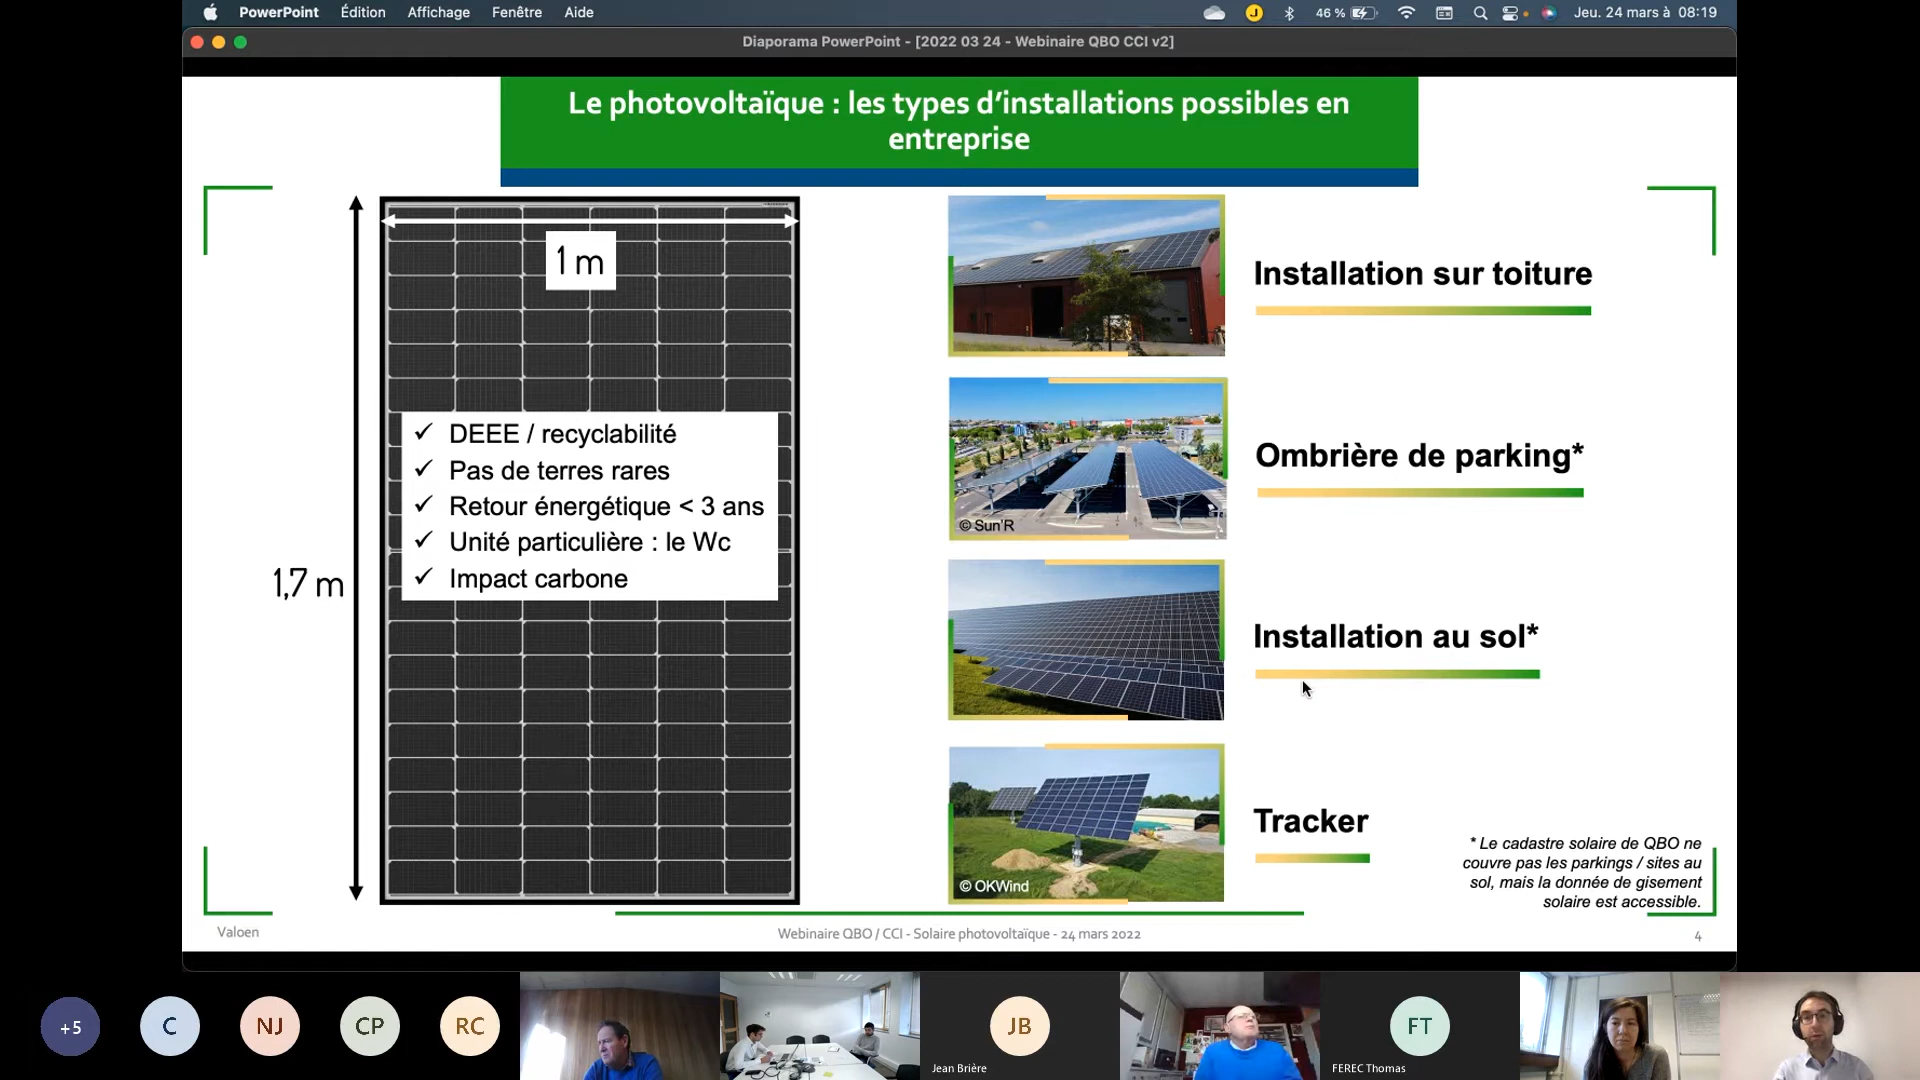 PowerPoint Édition Affichage Fenêtre Aide
J 46 % Jeu. 24 mars à 08:19
Diaporama PowerPoint - [2022 03 24 - Webinaire QBO CCI v2]
Le photovoltaïque : les types d’installations possibles en
entreprise
1 m
1,7 m
DEEE / recyclabilité
Pas de terres rares
Retour énergétique < 3 ans
Unité particulière : le Wc
Impact carbone
Installation sur toiture
© Sun'R
Ombrière de parking*
Installation au sol*
© OKWind
Tracker
* Le cadastre solaire de QBO ne
couvre pas les parkings / sites au
sol, mais la donnée de gisement
solaire est accessible.
Valoen
Webinaire QBO / CCI - Solaire photovoltaïque - 24 mars 2022
4
+5
C
NJ
CP
RC
JB
Jean Brière
FT
FEREC Thomas